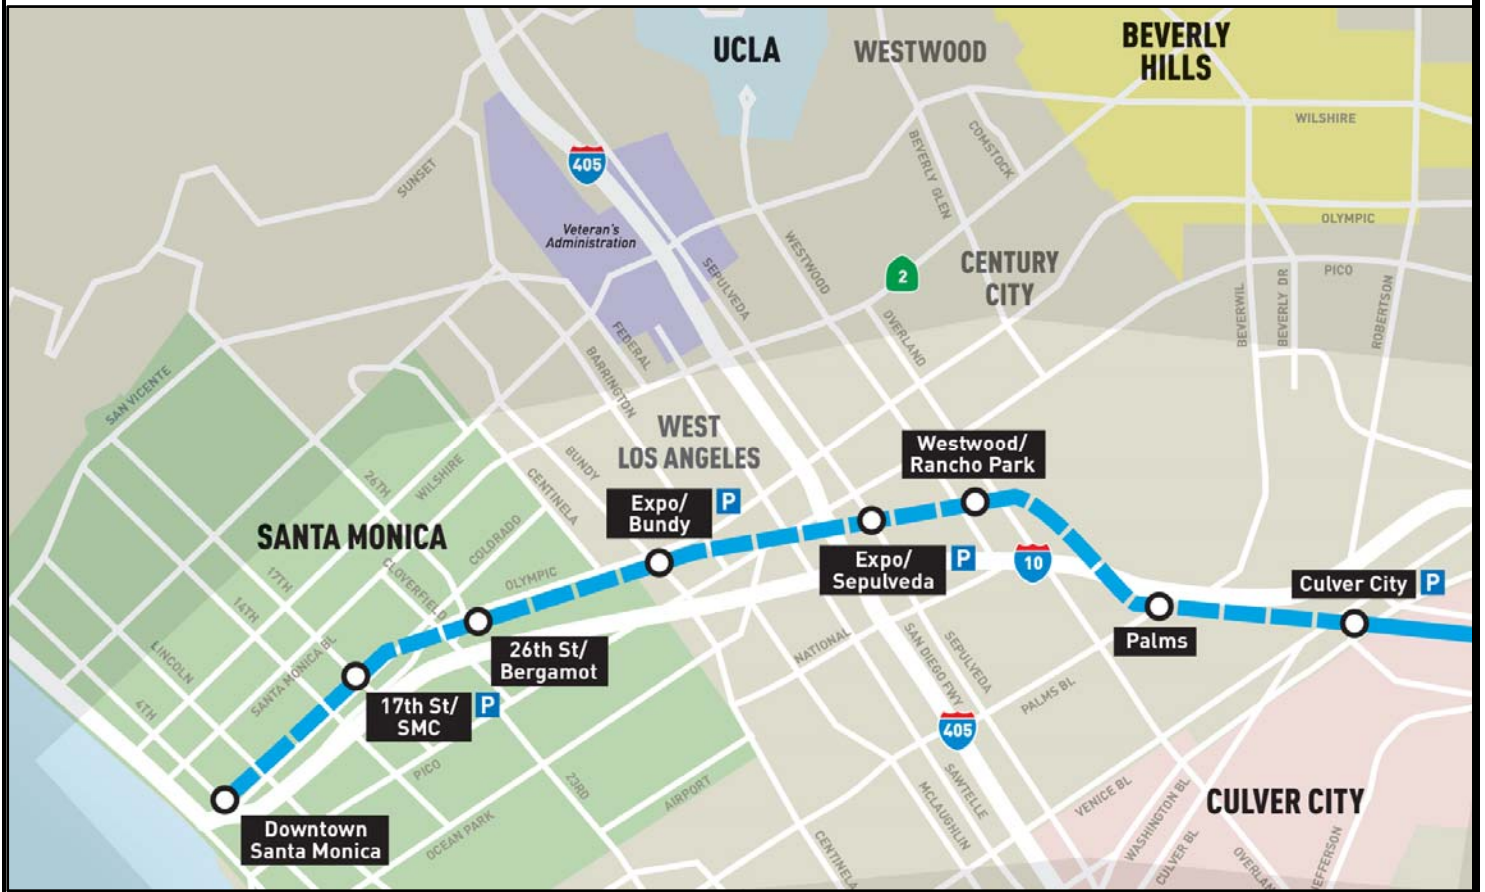 UCLA
WESTWOOD
BEVERLY
HILLS
WILSHIRE
COMSTOCK
BEVERLY GLEN
405
SUNSET
Veteran's
Administration
OLYMPIC
WESTWOOD
SEPULVEDA
2
CENTURY
CITY
PICO
BEVERWIL
BEVERLY DR
ROBERTSON
OVERLAND
FEDERAL
BARRINGTON
SAN VICENTE
WEST
LOS ANGELES
Westwood/
Rancho Park
26TH
WILSHIRE
BUNDY
CENTINELA
Expo/
Bundy
P
SANTA MONICA
COLORADO
CLOVERFIELD
OLYMPIC
Expo/
Sepulveda
P
10
Culver City
P
17TH
14TH
LINCOLN
SANTA MONICA BL
4TH
26th St/
Bergamot
NATIONAL
SAN DIEGO FWY
SEPULVEDA
Palms
PALMS BL
17th St/
SMC
P
405
PICO
23RD
AIRPORT
SAWTELLE
MCLAUGHLIN
VENICE BL
WASHINGTON BL
CULVER CITY
Downtown
Santa Monica
OCEAN PARK
CENTINELA
CULVER BL
OVERLAN
EFFERSON